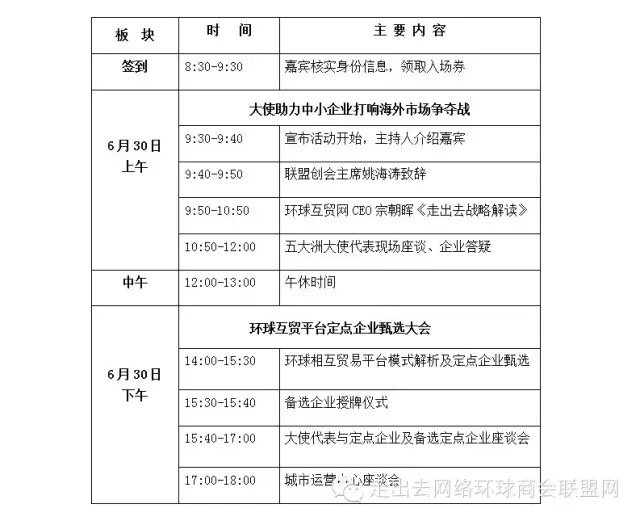 板 块 时 间 主 要 内 容
签到 8:30-9:30 嘉宾核实身份信息，领取入场券
6月30日上午
大使助力中小企业打响海外市场争夺战
9:30-9:40 宣布活动开始，主持人介绍嘉宾
9:40-9:50 联盟创会主席姚海涛致辞
9:50-10:50 环球互贸网CEO宗朝晖《走出去战略解读》
10:50-12:00 五大洲大使代表现场座谈、企业答疑
中午 12:00-13:00 午休时间
6月30日下午
环球互贸平台定点企业甄选大会
14:00-15:30 环球相互贸易平台模式解析及定点企业甄选
15:30-15:40 备选企业授牌仪式
15:40-17:00 大使代表与定点企业及备选定点企业座谈会
17:00-18:00 城市运营中心座谈会
走出去网络环球商会联盟网